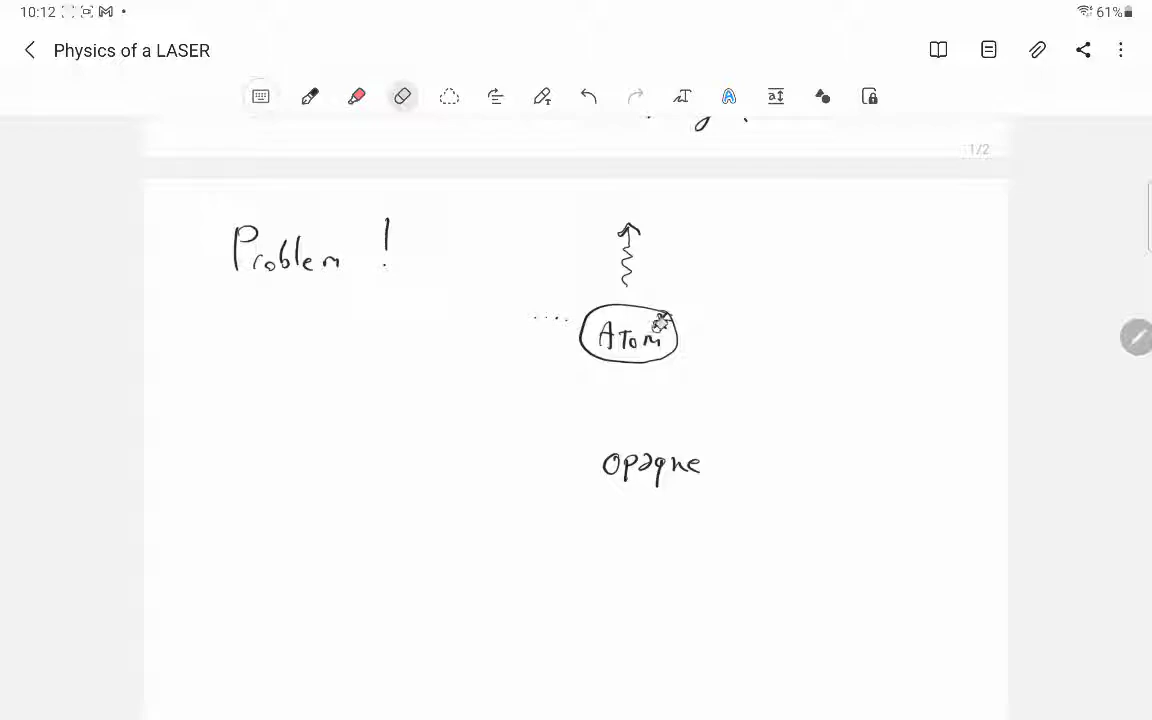 10:12
61%
Physics of a LASER
1/2
Problem !
....
Atom
opaque